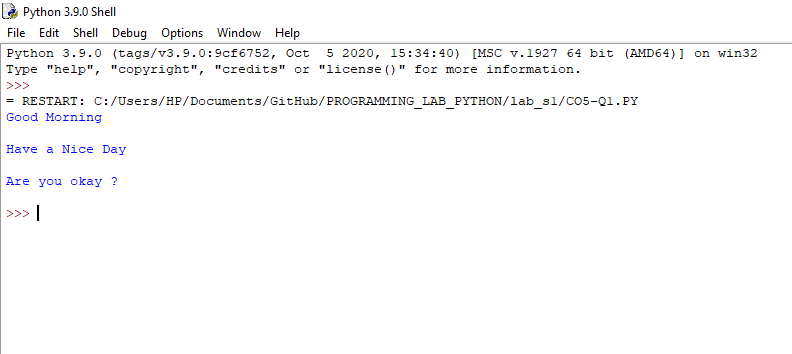 Python 3.9.0 Shell
File Edit Shell Debug Options Window Help
Python 3.9.0 (tags/v3.9.0:9cf6752, Oct  5 2020, 15:34:40) [MSC v.1927 64 bit (AMD64)] on win32
Type "help", "copyright", "credits" or "license()" for more information.
>>>
= RESTART: C:/Users/HP/Documents/GitHub/PROGRAMMING_LAB_PYTHON/lab_s1/CO5-Q1.PY
Good Morning
Have a Nice Day
Are you okay ?
>>>